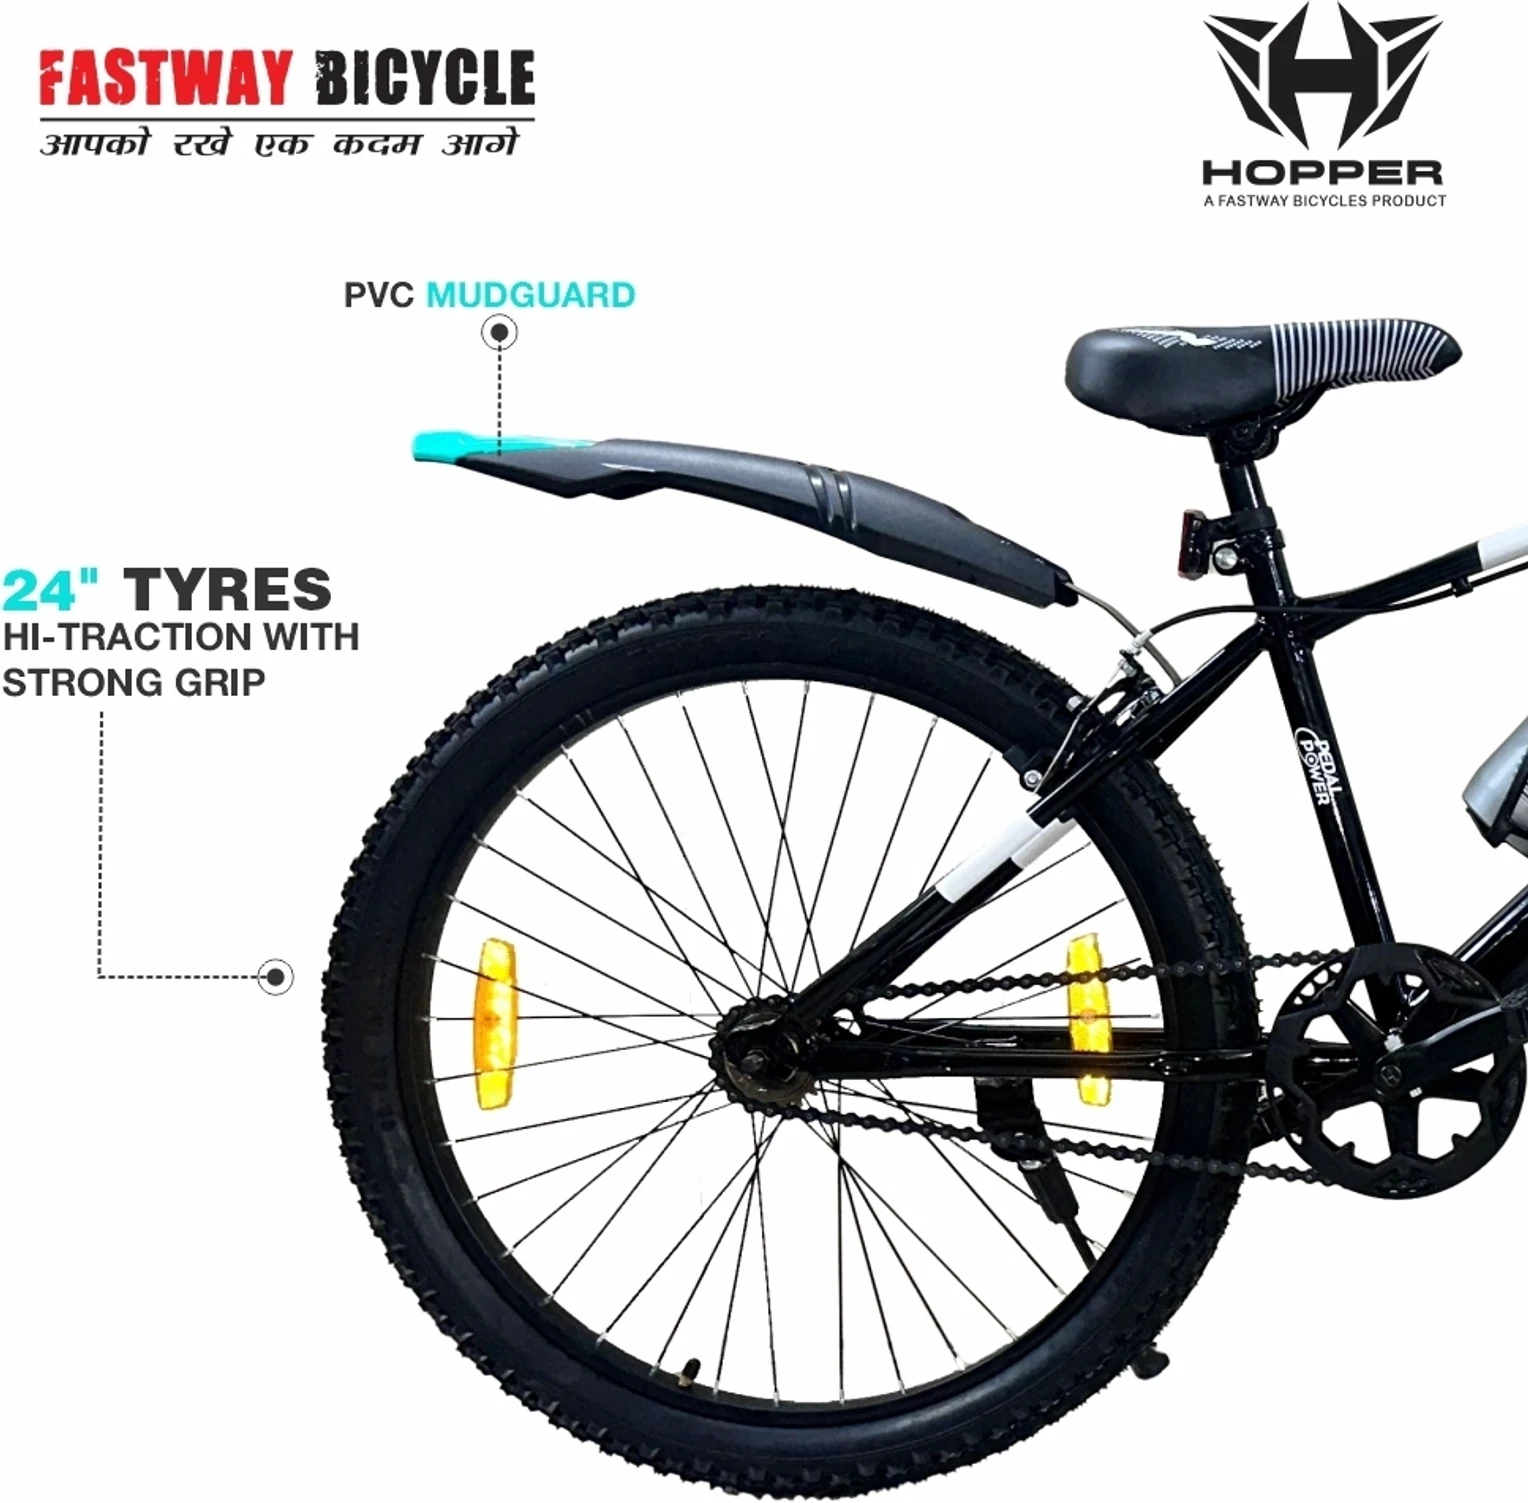 FASTWAY BICYCLE
आपको रखे एक कदम आगे
HOPPER
A FASTWAY BICYCLES PRODUCT
PVC MUDGUARD
24" TYRES
HI-TRACTION WITH
STRONG GRIP
PEDAL
POWER